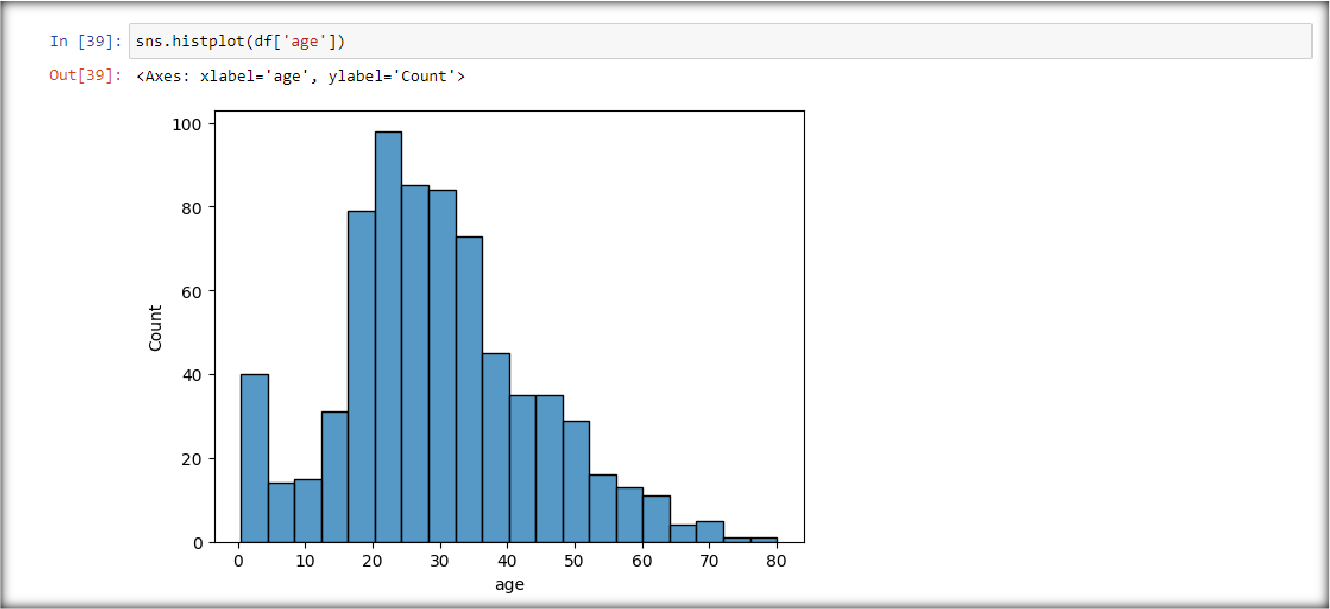 In [39]: sns.histplot(df['age'])
Out[39]: <Axes: xlabel='age', ylabel='Count'>
100
80
60
40
20
0
Count
0 10 20 30 40 50 60 70 80
age